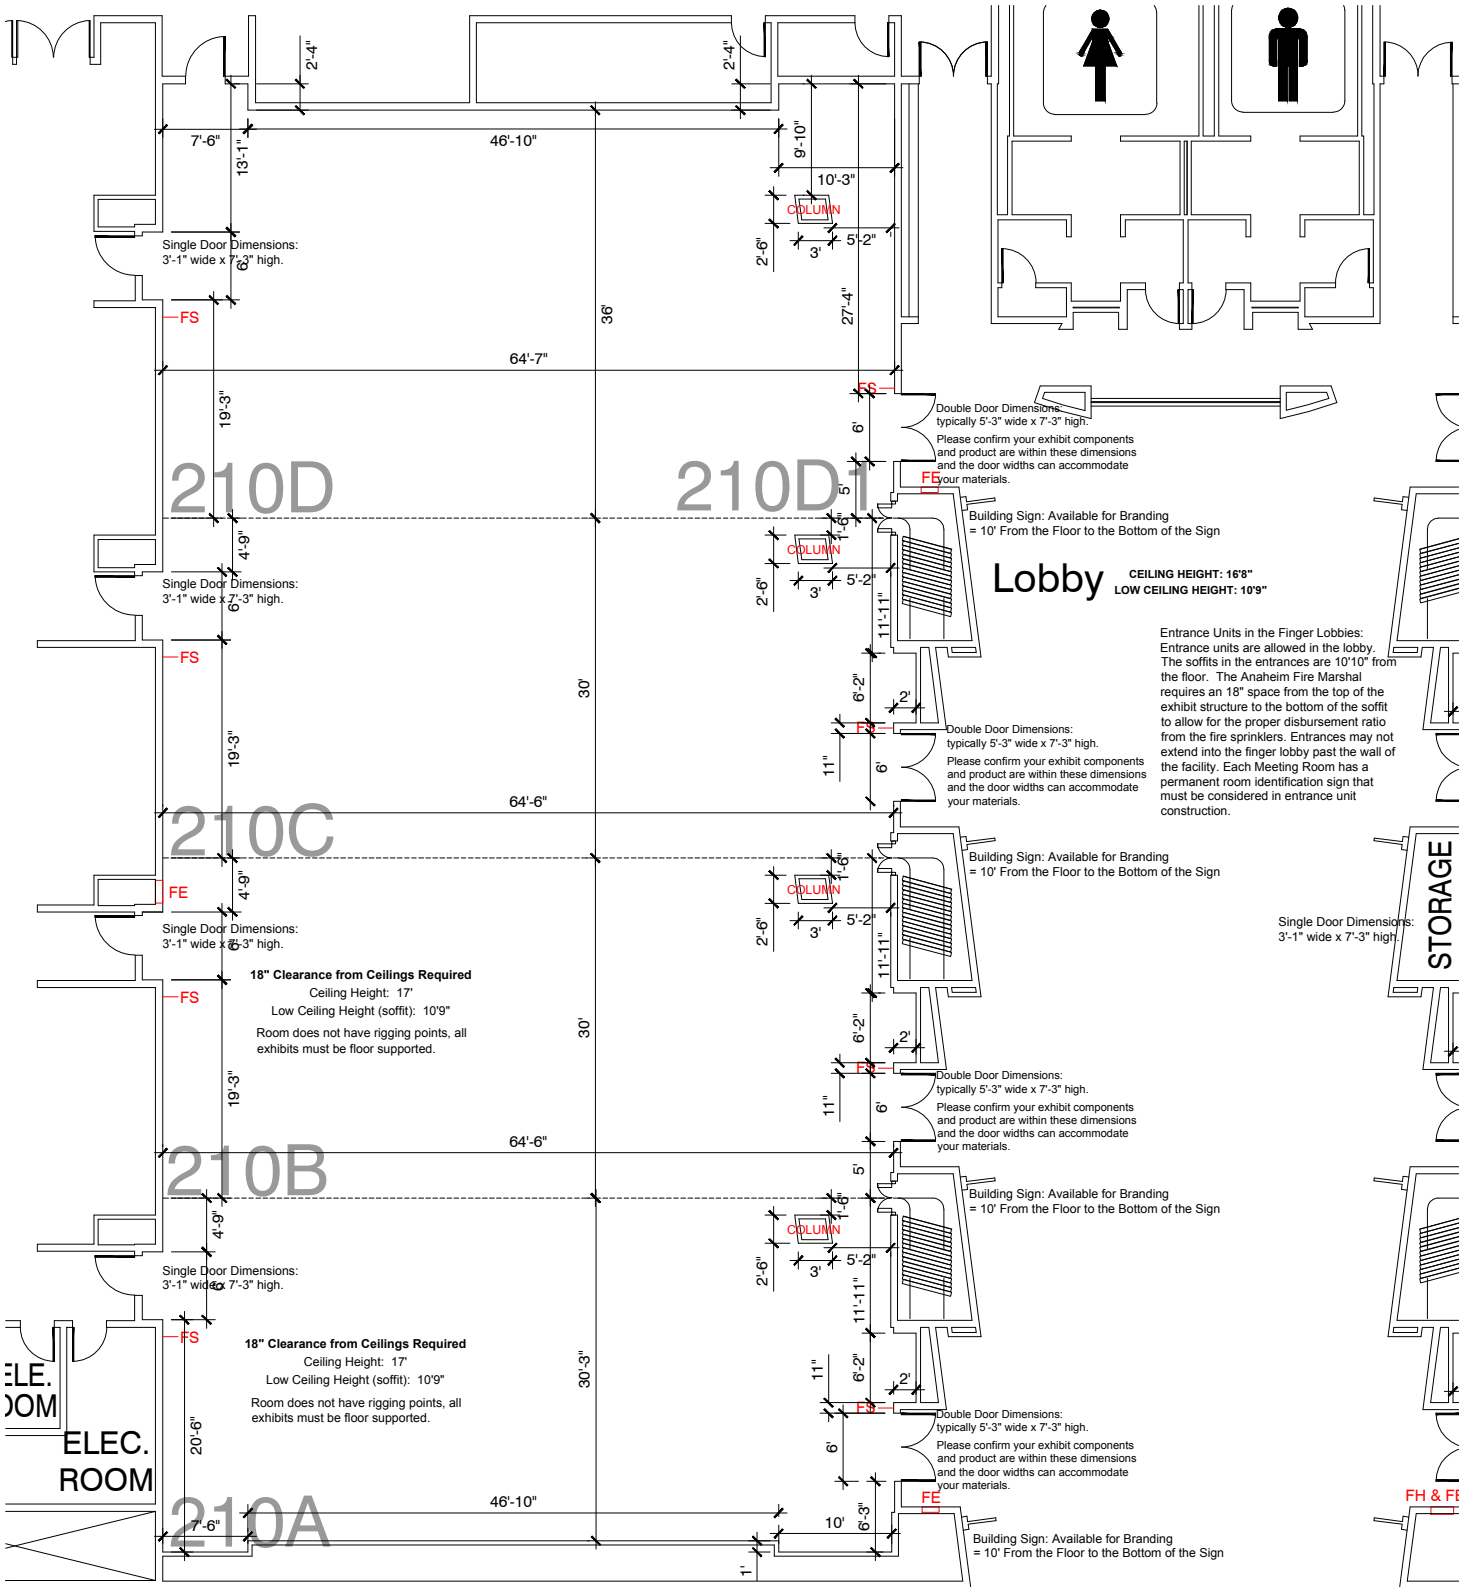 2'-4"
2'-4"
7'-6"
46'-10"
13'-1"
9'-10"
10'-3"
COLUMN
2'-6"
3'
5'-2"
Single Door Dimensions:
3'-1" wide x 7'-3" high.
6'
FS
36'
27'-4"
64'-7"
FS
19'-3"
6'
Double Door Dimensions:
typically 5'-3" wide x 7'-3" high.
Please confirm your exhibit components
and product are within these dimensions
and the door widths can accommodate
your materials.
210D
210D1
5'
FE
1'-6"
Building Sign: Available for Branding
= 10' From the Floor to the Bottom of the Sign
4'-9"
COLUMN
2'-6"
3'
5'-2"
Single Door Dimensions:
3'-1" wide x 7'-3" high.
6'
Lobby
CEILING HEIGHT: 16'8"
LOW CEILING HEIGHT: 10'9"
11'-11"
Entrance Units in the Finger Lobbies:
Entrance units are allowed in the lobby.
The soffits in the entrances are 10'10" from
the floor. The Anaheim Fire Marshal
requires an 18" space from the top of the
exhibit structure to the bottom of the soffit
to allow for the proper disbursement ratio
from the fire sprinklers. Entrances may not
extend into the finger lobby past the wall of
the facility. Each Meeting Room has a
permanent room identification sign that
must be considered in entrance unit
construction.
FS
30'
6'-2"
2'
FS
19'-3"
11"
6'
Double Door Dimensions:
typically 5'-3" wide x 7'-3" high.
Please confirm your exhibit components
and product are within these dimensions
and the door widths can accommodate
your materials.
64'-6"
210C
1'-6"
Building Sign: Available for Branding
= 10' From the Floor to the Bottom of the Sign
4'-9"
FE
COLUMN
2'-6"
3'
5'-2"
Single Door Dimensions:
3'-1" wide x 7'-3" high.
6'
11'-11"
Single Door Dimensions:
3'-1" wide x 7'-3" high.
STORAGE
18" Clearance from Ceilings Required
Ceiling Height: 17'
Low Ceiling Height (soffit): 10'9"
Room does not have rigging points, all
exhibits must be floor supported.
FS
30'
6'-2"
2'
FS
19'-3"
11"
6'
Double Door Dimensions:
typically 5'-3" wide x 7'-3" high.
Please confirm your exhibit components
and product are within these dimensions
and the door widths can accommodate
your materials.
64'-6"
210B
5'
1'-6"
Building Sign: Available for Branding
= 10' From the Floor to the Bottom of the Sign
4'-9"
COLUMN
2'-6"
3'
5'-2"
Single Door Dimensions:
3'-1" wide x 7'-3" high.
6'
11'-11"
FS
18" Clearance from Ceilings Required
Ceiling Height: 17'
Low Ceiling Height (soffit): 10'9"
Room does not have rigging points, all
exhibits must be floor supported.
30'-3"
11"
6'-2"
2'
FS
ELE.
OOM
20'-6"
ELEC.
ROOM
6'
Double Door Dimensions:
typically 5'-3" wide x 7'-3" high.
Please confirm your exhibit components
and product are within these dimensions
and the door widths can accommodate
your materials.
FE
FH & FE
46'-10"
210A
7'-6"
10'
6'-3"
Building Sign: Available for Branding
= 10' From the Floor to the Bottom of the Sign
1'